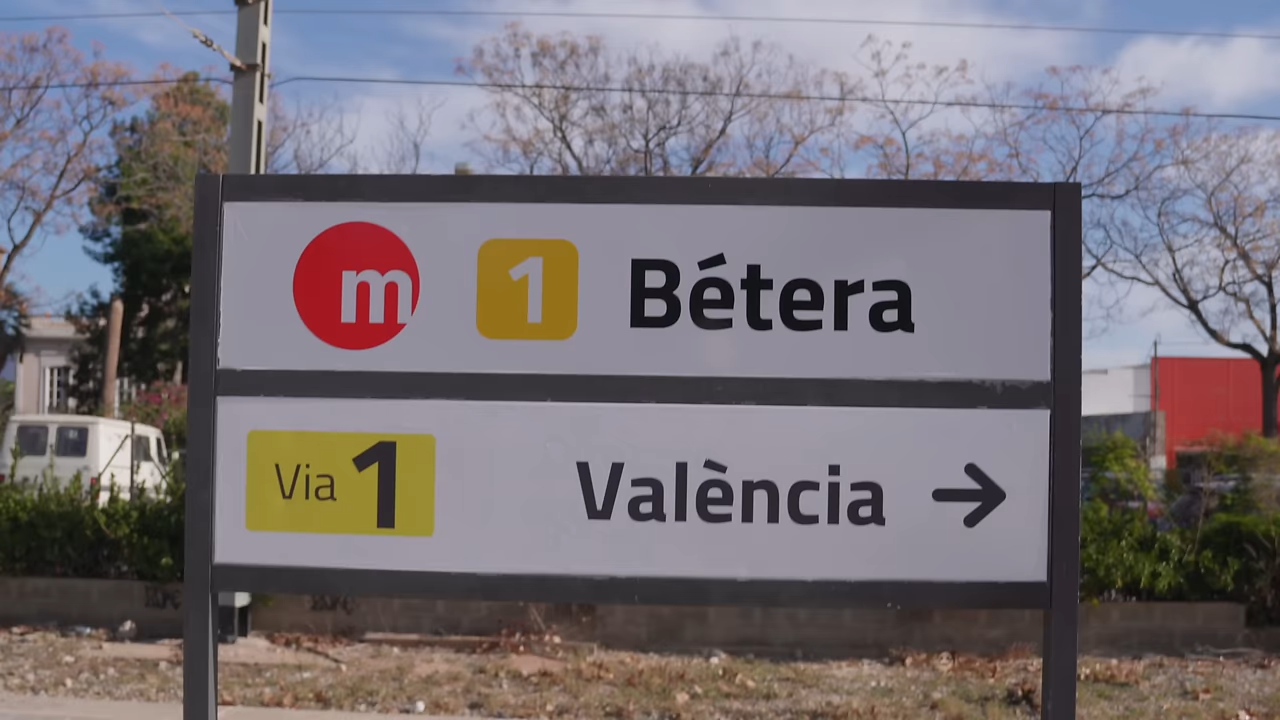 m 1 Bétera
Via 1 València →